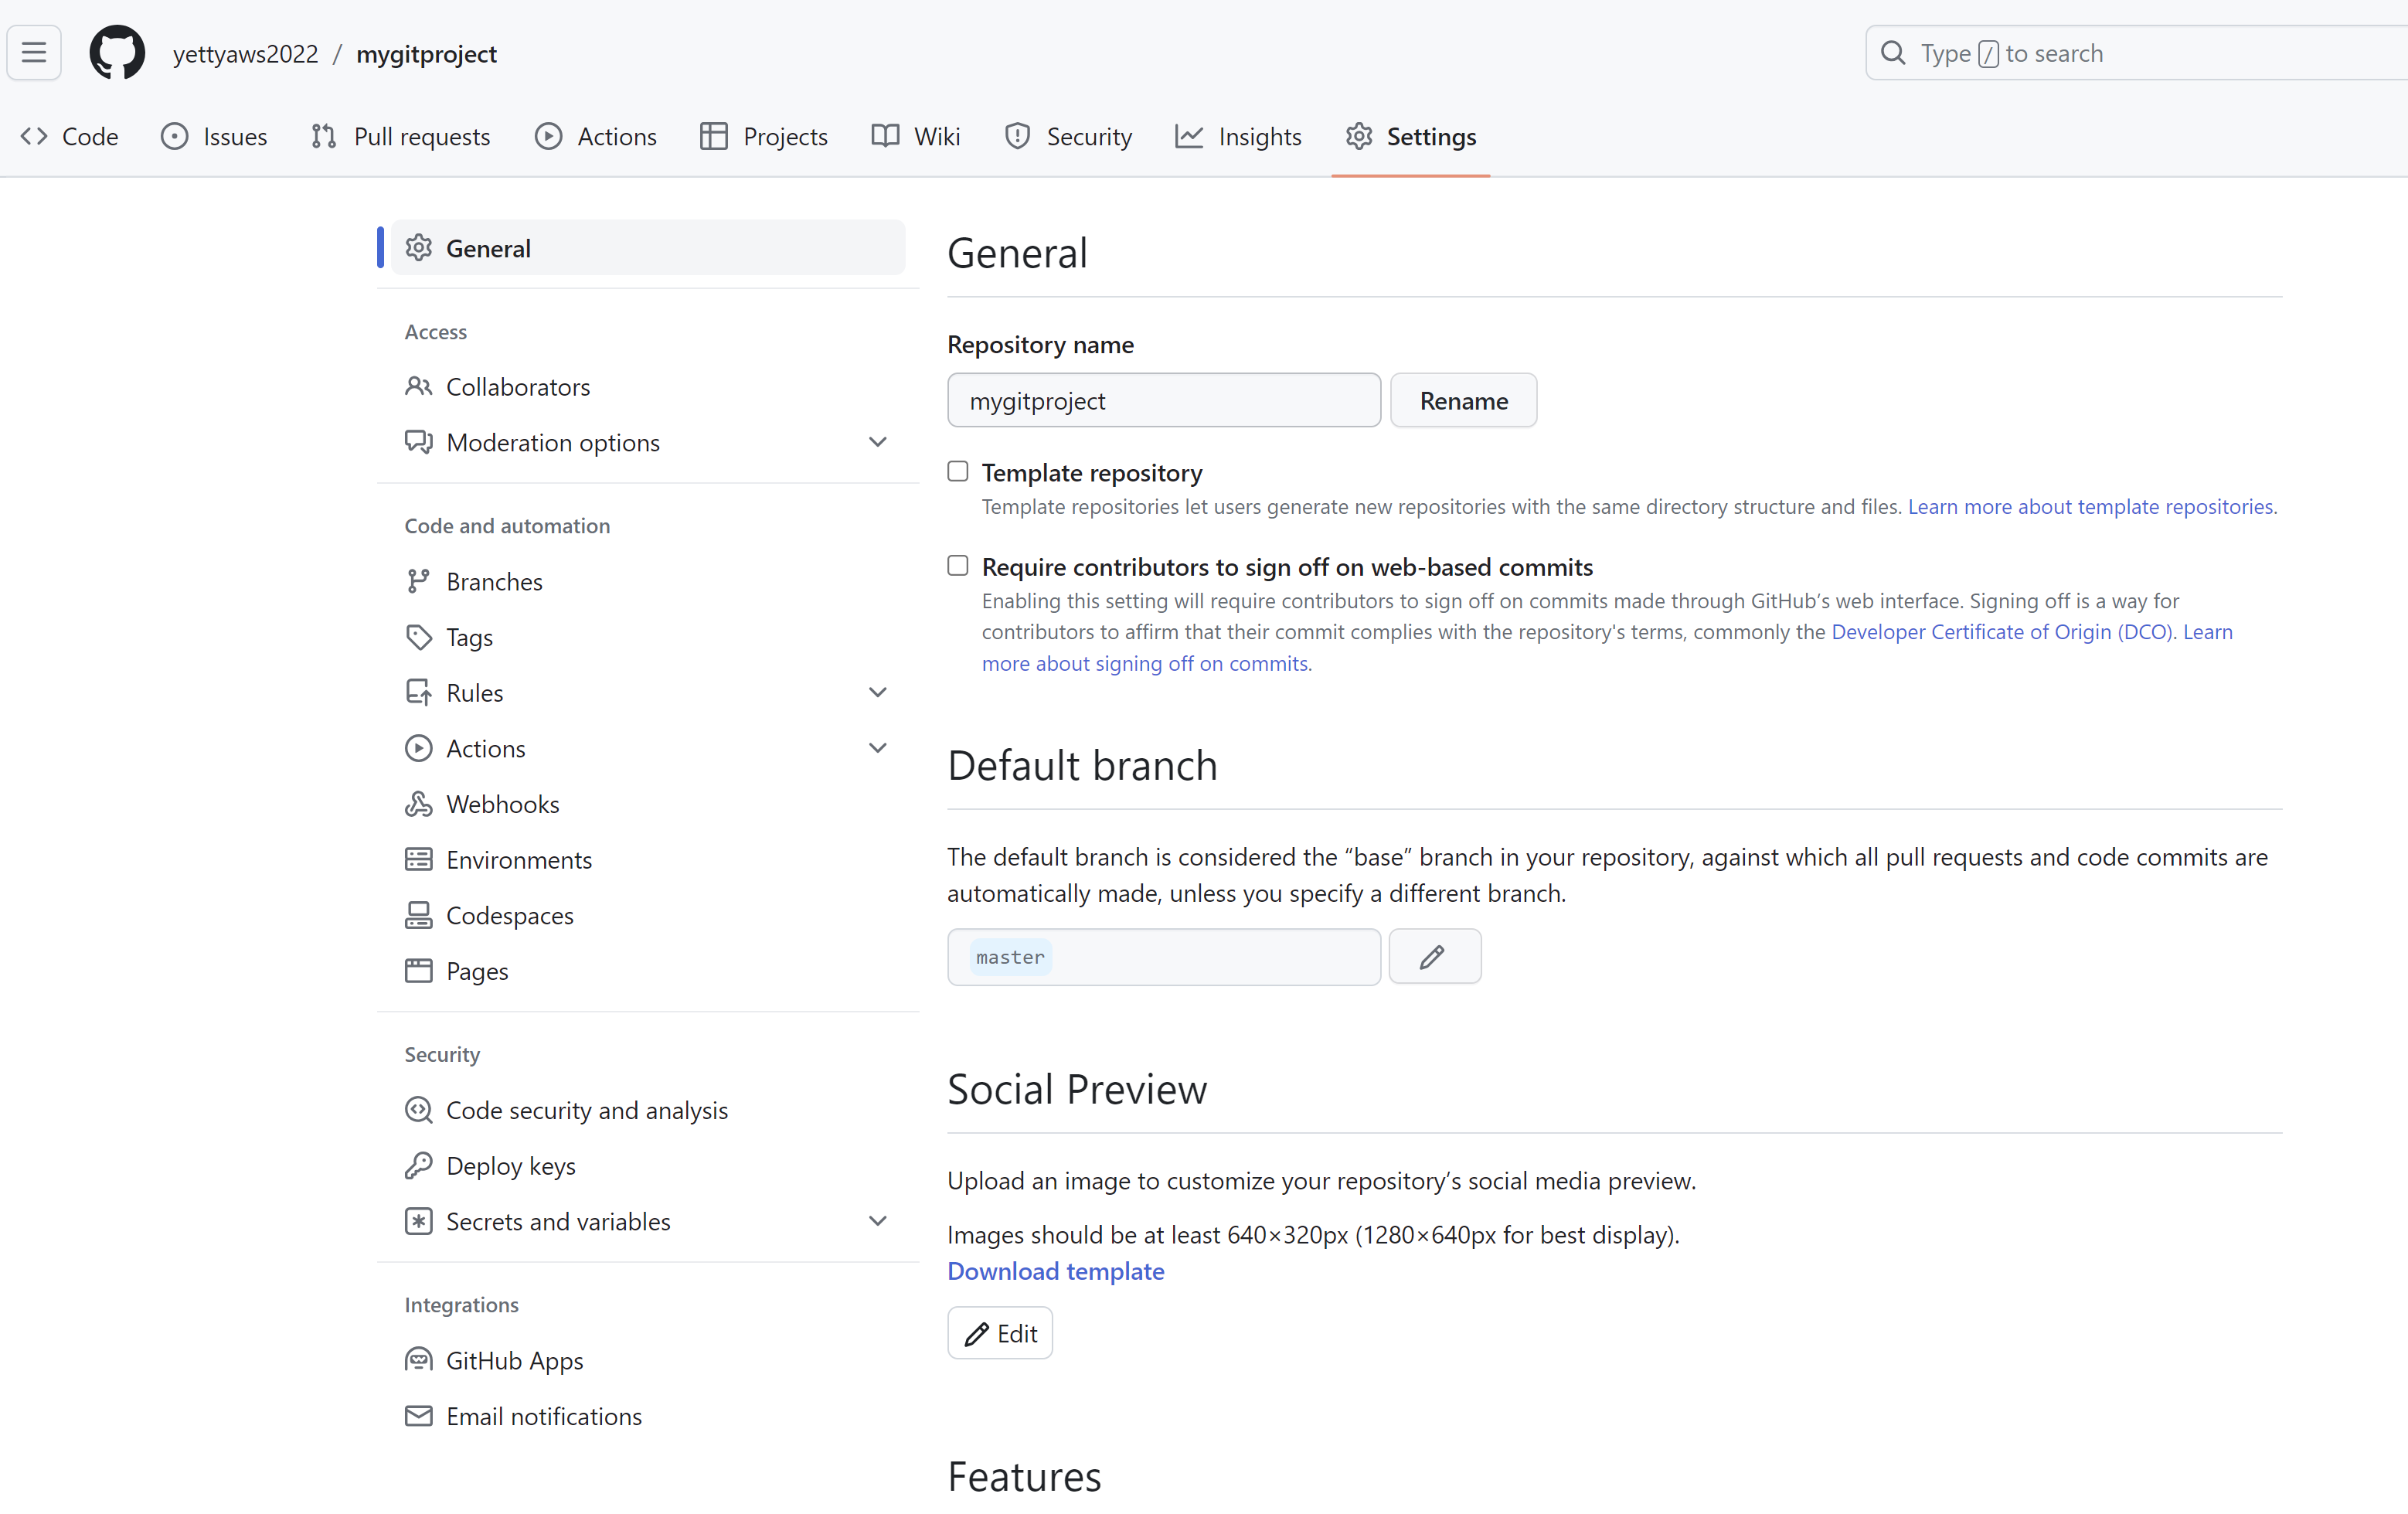 yettyaws2022 / mygitproject
Type / to search
Code Issues Pull requests Actions Projects Wiki Security Insights Settings
General
Access
Collaborators
Moderation options
Code and automation
Branches
Tags
Rules
Actions
Webhooks
Environments
Codespaces
Pages
Security
Code security and analysis
Deploy keys
Secrets and variables
Integrations
GitHub Apps
Email notifications
General
Repository name
mygitproject Rename
Template repository
Template repositories let users generate new repositories with the same directory structure and files. Learn more about template repositories.
Require contributors to sign off on web-based commits
Enabling this setting will require contributors to sign off on commits made through GitHub’s web interface. Signing off is a way for
contributors to affirm that their commit complies with the repository's terms, commonly the Developer Certificate of Origin (DCO). Learn
more about signing off on commits.
Default branch
The default branch is considered the “base” branch in your repository, against which all pull requests and code commits are
automatically made, unless you specify a different branch.
master
Social Preview
Upload an image to customize your repository’s social media preview.
Images should be at least 640×320px (1280×640px for best display).
Download template
Edit
Features